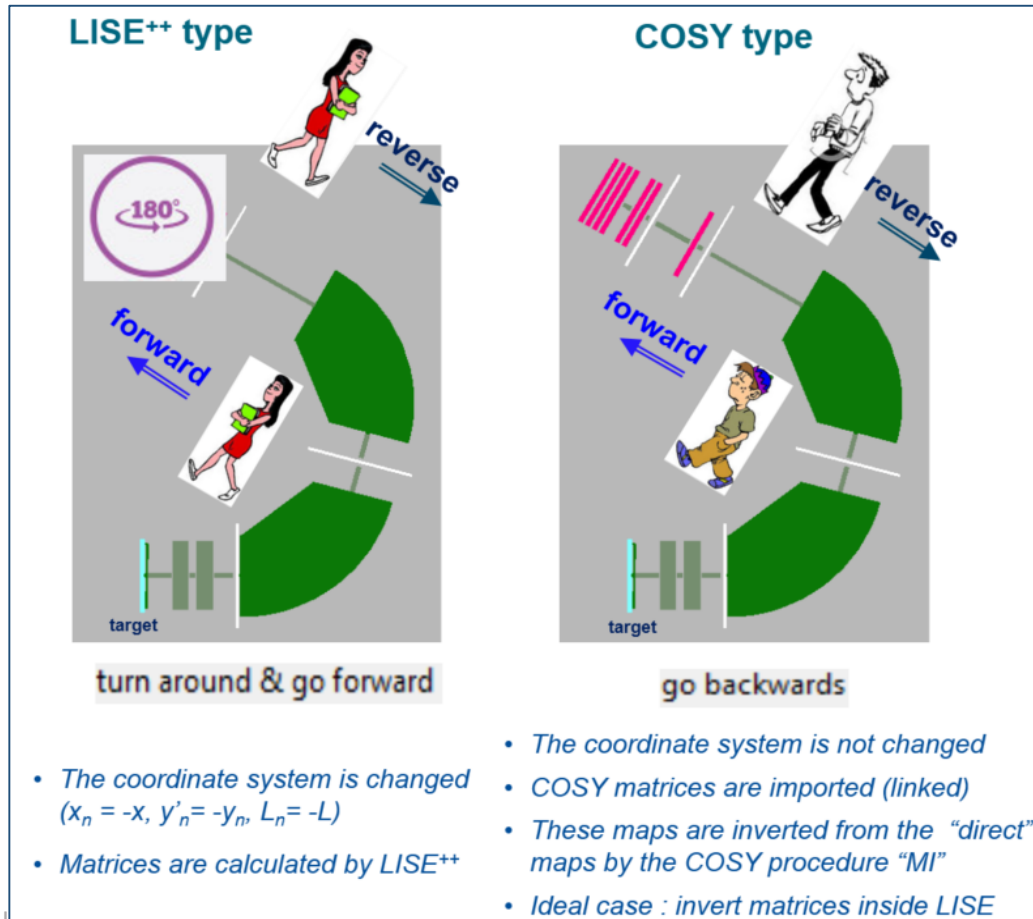 LISE⁺⁺ type
COSY type
reverse
reverse
180°
forward
forward
target
target
turn around & go forward
go backwards
• The coordinate system is changed
(xₙ = -x, y'ₙ= -yₙ, Lₙ= -L)
• Matrices are calculated by LISE⁺⁺
• The coordinate system is not changed
• COSY matrices are imported (linked)
• These maps are inverted from the “direct”
maps by the COSY procedure “MI”
• Ideal case : invert matrices inside LISE